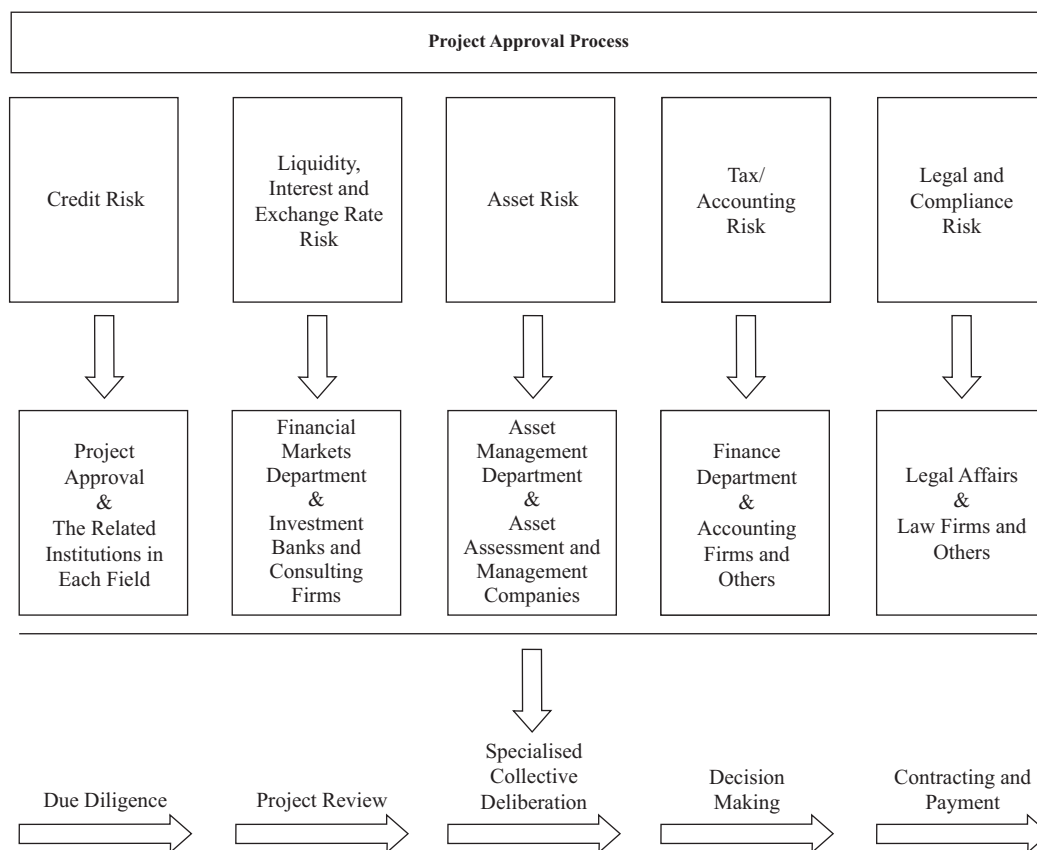 Project Approval Process
Credit Risk
Liquidity,
Interest and
Exchange Rate
Risk
Asset Risk
Tax/
Accounting
Risk
Legal and
Compliance
Risk
Project
Approval
&
The Related
Institutions in
Each Field
Financial
Markets
Department
&
Investment
Banks and
Consulting
Firms
Asset
Management
Department
&
Asset
Assessment and
Management
Companies
Finance
Department
&
Accounting
Firms and
Others
Legal Affairs
&
Law Firms and
Others
Due Diligence
Project Review
Specialised
Collective
Deliberation
Decision
Making
Contracting and
Payment